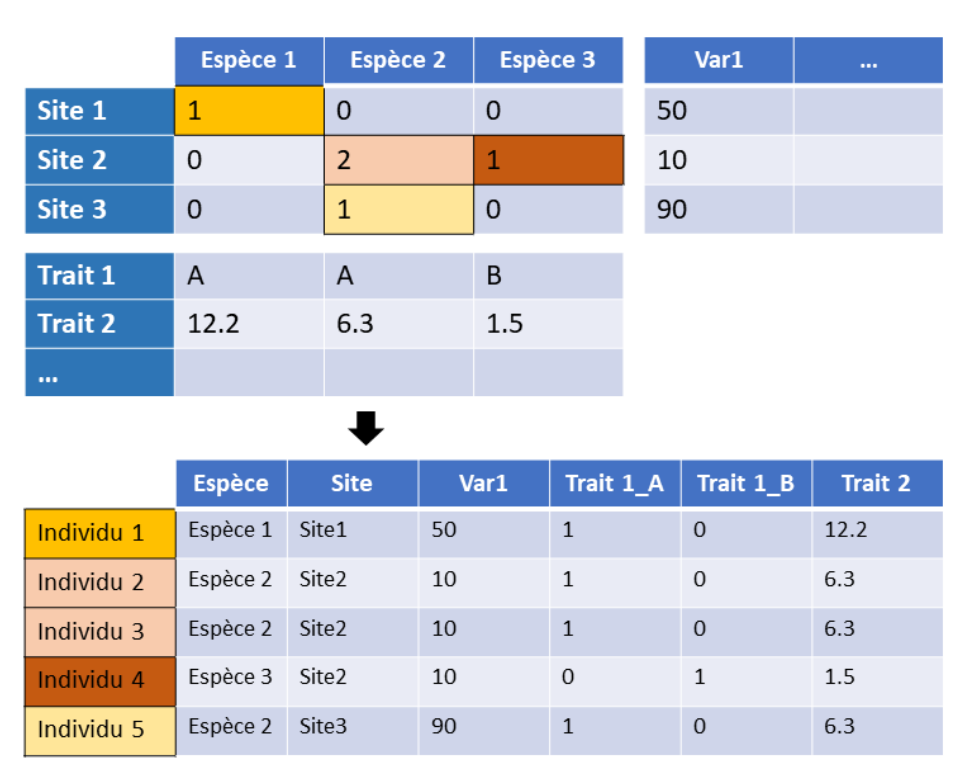 Espèce 1 Espèce 2 Espèce 3 Var1 ...
Site 1 1 0 0 50
Site 2 0 2 1 10
Site 3 0 1 0 90
Trait 1 A A B
Trait 2 12.2 6.3 1.5
...
Espèce Site Var1 Trait 1_A Trait 1_B Trait 2
Individu 1 Espèce 1 Site1 50 1 0 12.2
Individu 2 Espèce 2 Site2 10 1 0 6.3
Individu 3 Espèce 2 Site2 10 1 0 6.3
Individu 4 Espèce 3 Site2 10 0 1 1.5
Individu 5 Espèce 2 Site3 90 1 0 6.3